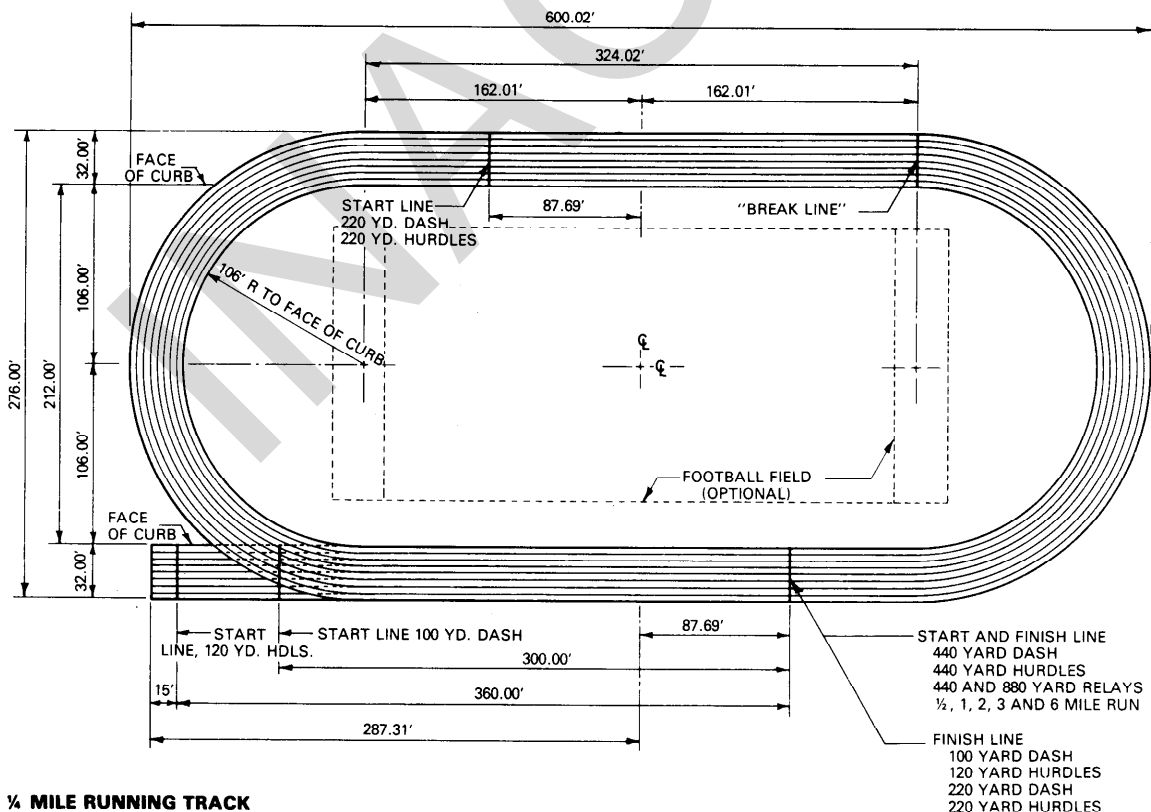 600.02'
324.02'
162.01'
162.01'
32.00'
FACE
OF CURB
START LINE
220 YD. DASH
220 YD. HURDLES
87.69'
"BREAK LINE"
106' R TO FACE OF CURB
106.00'
276.00'
212.00'
106.00'
℄
℄
FOOTBALL FIELD
(OPTIONAL)
FACE
OF CURB
32.00'
START
LINE, 120 YD. HDLS.
START LINE 100 YD. DASH
87.69'
300.00'
15'
360.00'
287.31'
START AND FINISH LINE
440 YARD DASH
440 YARD HURDLES
440 AND 880 YARD RELAYS
½, 1, 2, 3 AND 6 MILE RUN
FINISH LINE
100 YARD DASH
120 YARD HURDLES
220 YARD DASH
220 YARD HURDLES
¼ MILE RUNNING TRACK